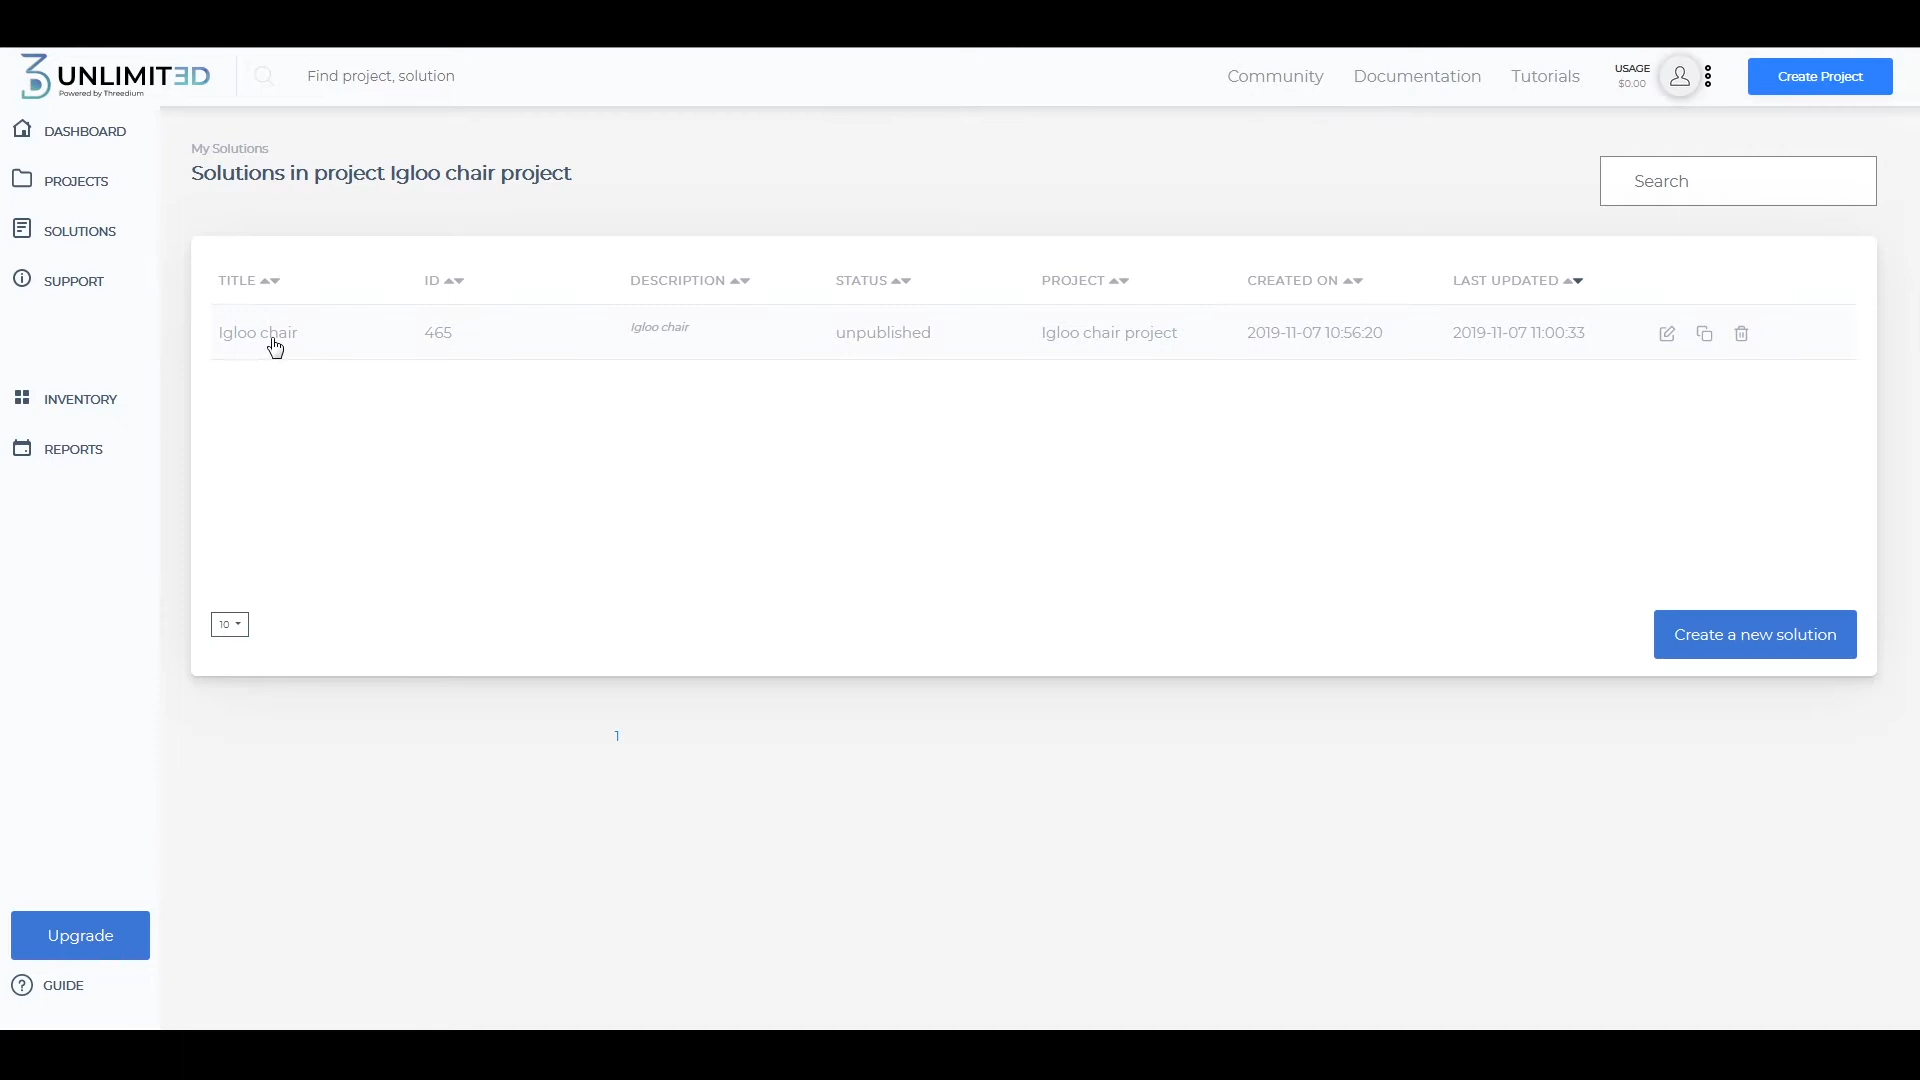 UNLIMIT3D
Powered by Threedium
Find project, solution
Community
Documentation
Tutorials
USAGE
$0.00
Create Project
DASHBOARD
PROJECTS
SOLUTIONS
SUPPORT
INVENTORY
REPORTS
Upgrade
GUIDE
My Solutions
Solutions in project Igloo chair project
Search
TITLE ID DESCRIPTION STATUS PROJECT CREATED ON LAST UPDATED
Igloo chair 465 Igloo chair unpublished Igloo chair project 2019-11-07 10:56:20 2019-11-07 11:00:33
10
Create a new solution
1